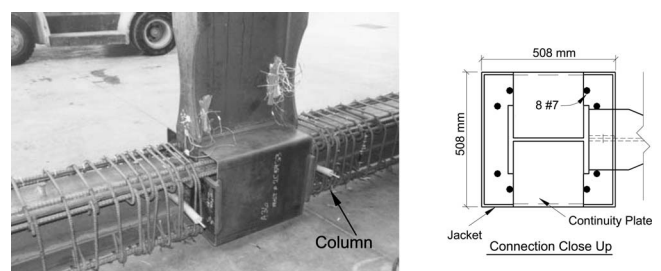 Column
508 mm
508 mm
8 #7
Continuity Plate
Jacket
Connection Close Up